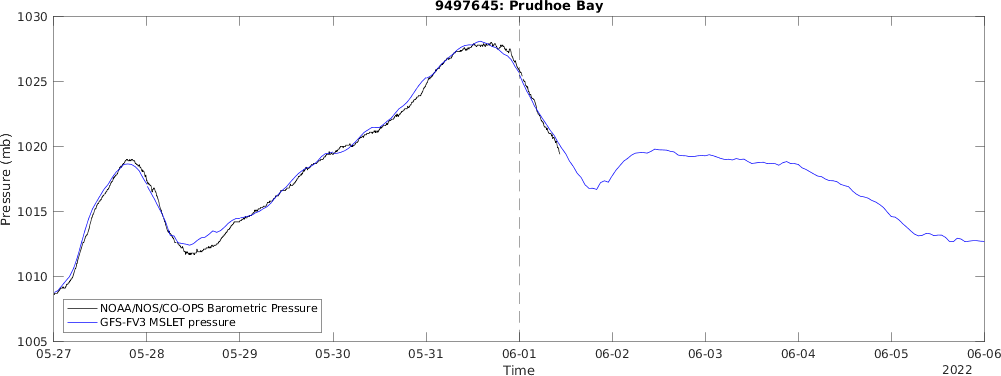 9497645: Prudhoe Bay
1030
1025
1020
1015
1010
1005
Pressure (mb)
NOAA/NOS/CO-OPS Barometric Pressure
GFS-FV3 MSLET pressure
05-27 05-28 05-29 05-30 05-31 06-01 06-02 06-03 06-04 06-05 06-06
Time
2022